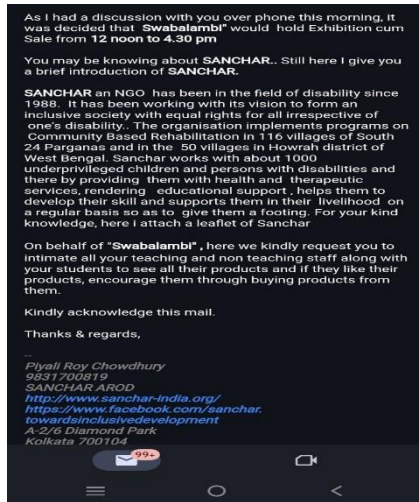 As I had a discussion with you over phone this morning, it
was decided that Swabalambi" would hold Exhibition cum
Sale from 12 noon to 4.30 pm
You may be knowing about SANCHAR.. Still here I give you
a brief introduction of SANCHAR.
SANCHAR an NGO has been in the field of disability since
1988. It has been working with its vision to form an
inclusive society with equal rights for all irrespective of
one's disability.. The organisation implements programs on
Community Based Rehabilitation in 116 villages of South
24 Parganas and in the 50 villages in Howrah district of
West Bengal. Sanchar works with about 1000
underprivileged children and persons with disabilities and
there by providing them with health and therapeutic
services, rendering educational support , helps them to
develop their skill and supports them in their livelihood on
a regular basis so as to give them a footing. For your kind
knowledge, here i attach a leaflet of Sanchar
On behalf of "Swabalambi" , here we kindly request you to
intimate all your teaching and non teaching staff along with
your students to see all their products and if they like their
products, encourage them through buying products from
them.
Kindly acknowledge this mail.
Thanks & regards,
--
Piyali Roy Chowdhury
9831700819
SANCHAR AROD
http://www.sanchar-india.org/
https://www.facebook.com/sanchar.
towardsinclusivedevelopment
A-2/6 Diamond Park
Kolkata 700104
99+